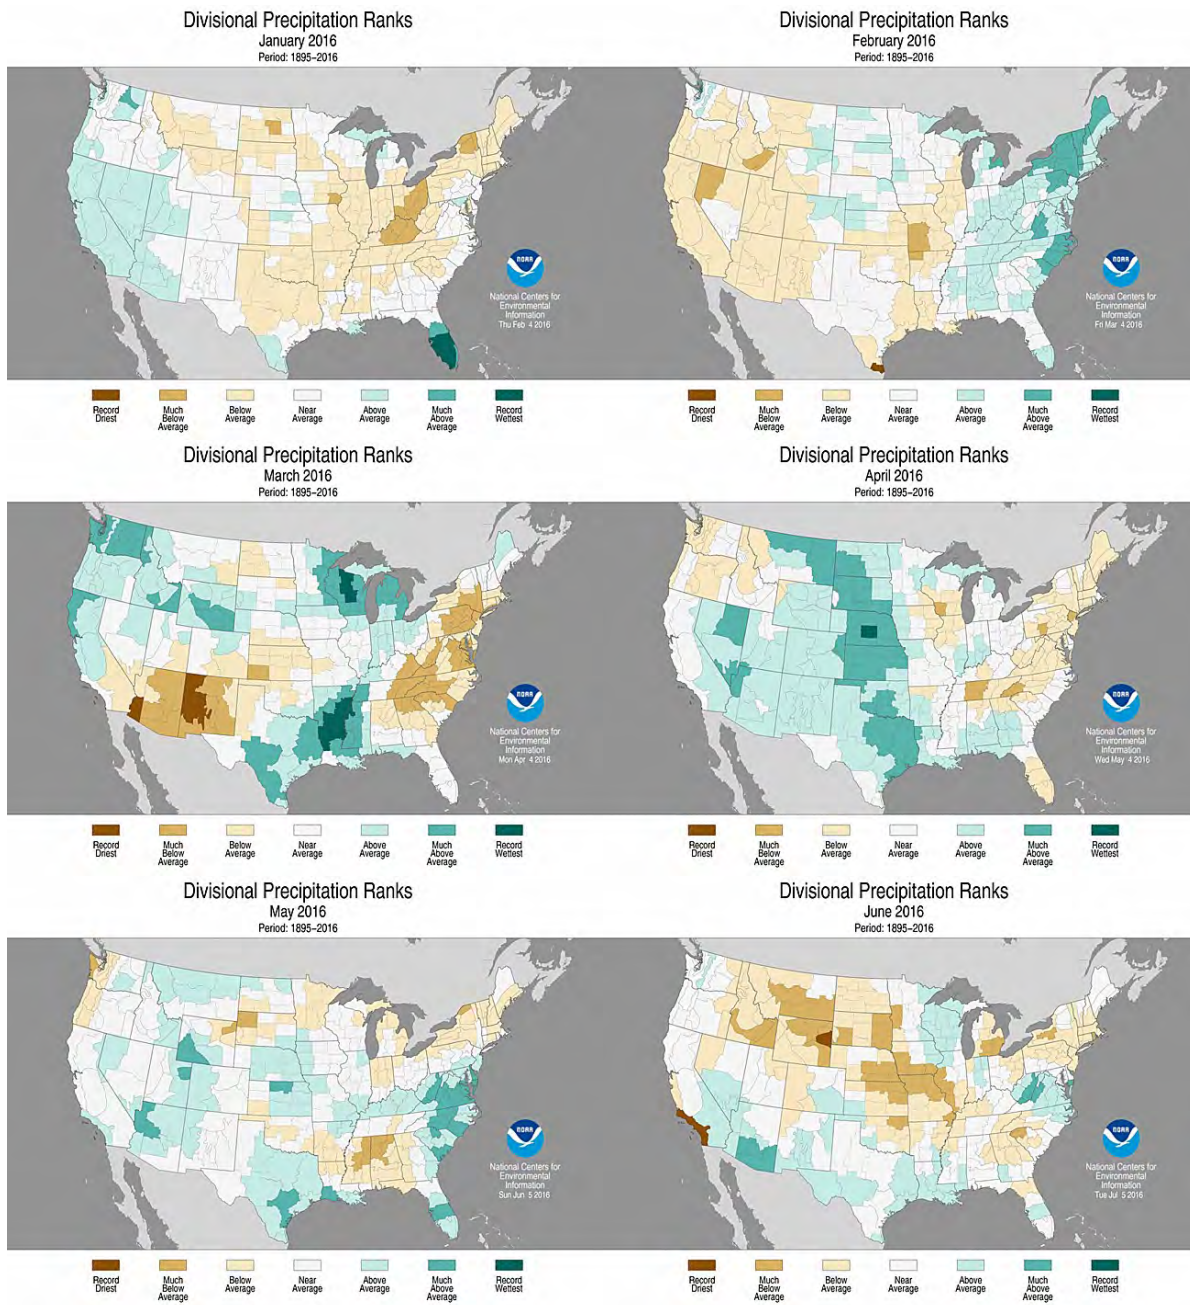 Divisional Precipitation Ranks
January 2016
Period: 1895–2016
NOAA
National Centers for
Environmental
Information
Thu Feb 4 2016
Record
Driest
Much
Below
Average
Below
Average
Near
Average
Above
Average
Much
Above
Average
Record
Wettest
Divisional Precipitation Ranks
February 2016
Period: 1895–2016
NOAA
National Centers for
Environmental
Information
Fri Mar 4 2016
Record
Driest
Much
Below
Average
Below
Average
Near
Average
Above
Average
Much
Above
Average
Record
Wettest
Divisional Precipitation Ranks
March 2016
Period: 1895–2016
NOAA
National Centers for
Environmental
Information
Mon Apr 4 2016
Record
Driest
Much
Below
Average
Below
Average
Near
Average
Above
Average
Much
Above
Average
Record
Wettest
Divisional Precipitation Ranks
April 2016
Period: 1895–2016
NOAA
National Centers for
Environmental
Information
Wed May 4 2016
Record
Driest
Much
Below
Average
Below
Average
Near
Average
Above
Average
Much
Above
Average
Record
Wettest
Divisional Precipitation Ranks
May 2016
Period: 1895–2016
NOAA
National Centers for
Environmental
Information
Sun Jun 5 2016
Record
Driest
Much
Below
Average
Below
Average
Near
Average
Above
Average
Much
Above
Average
Record
Wettest
Divisional Precipitation Ranks
June 2016
Period: 1895–2016
NOAA
National Centers for
Environmental
Information
Tue Jul 5 2016
Record
Driest
Much
Below
Average
Below
Average
Near
Average
Above
Average
Much
Above
Average
Record
Wettest